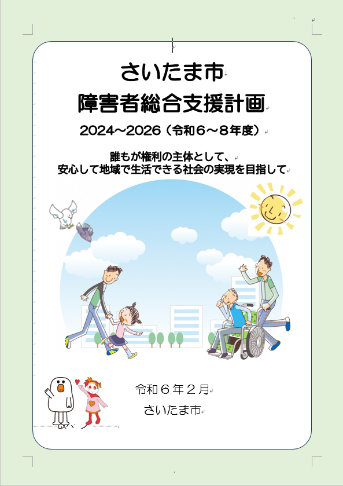 さいたま市
障害者総合支援計画
2024～2026（令和６～８年度）
誰もが権利の主体として、
安心して地域で生活できる社会の実現を目指して
令和６年２月
さいたま市